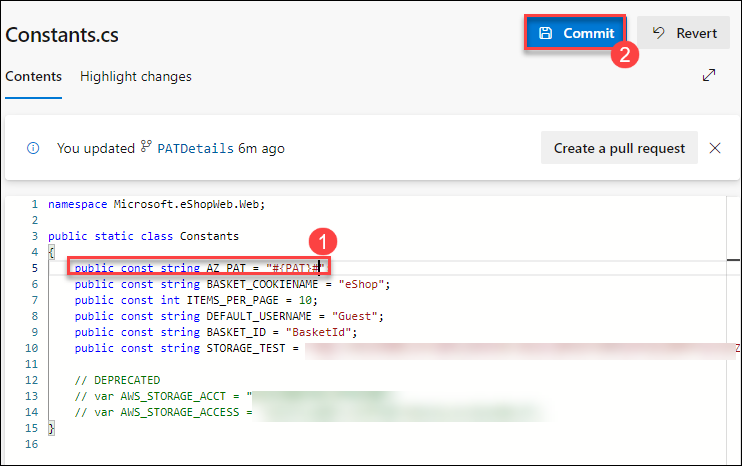 Constants.cs
Commit
Revert
2
Contents Highlight changes
You updated PATDetails 6m ago
Create a pull request
1
1 namespace Microsoft.eShopWeb.Web;
2
3 public static class Constants
4 {
5 public const string AZ_PAT = "#{PAT}#"
6 public const string BASKET_COOKIENAME = "eShop";
7 public const int ITEMS_PER_PAGE = 10;
8 public const string DEFAULT_USERNAME = "Guest";
9 public const string BASKET_ID = "BasketId";
10 public const string STORAGE_TEST =
11
12 // DEPRECATED
13 // var AWS_STORAGE_ACCT = "
14 // var AWS_STORAGE_ACCESS =
15 }
16